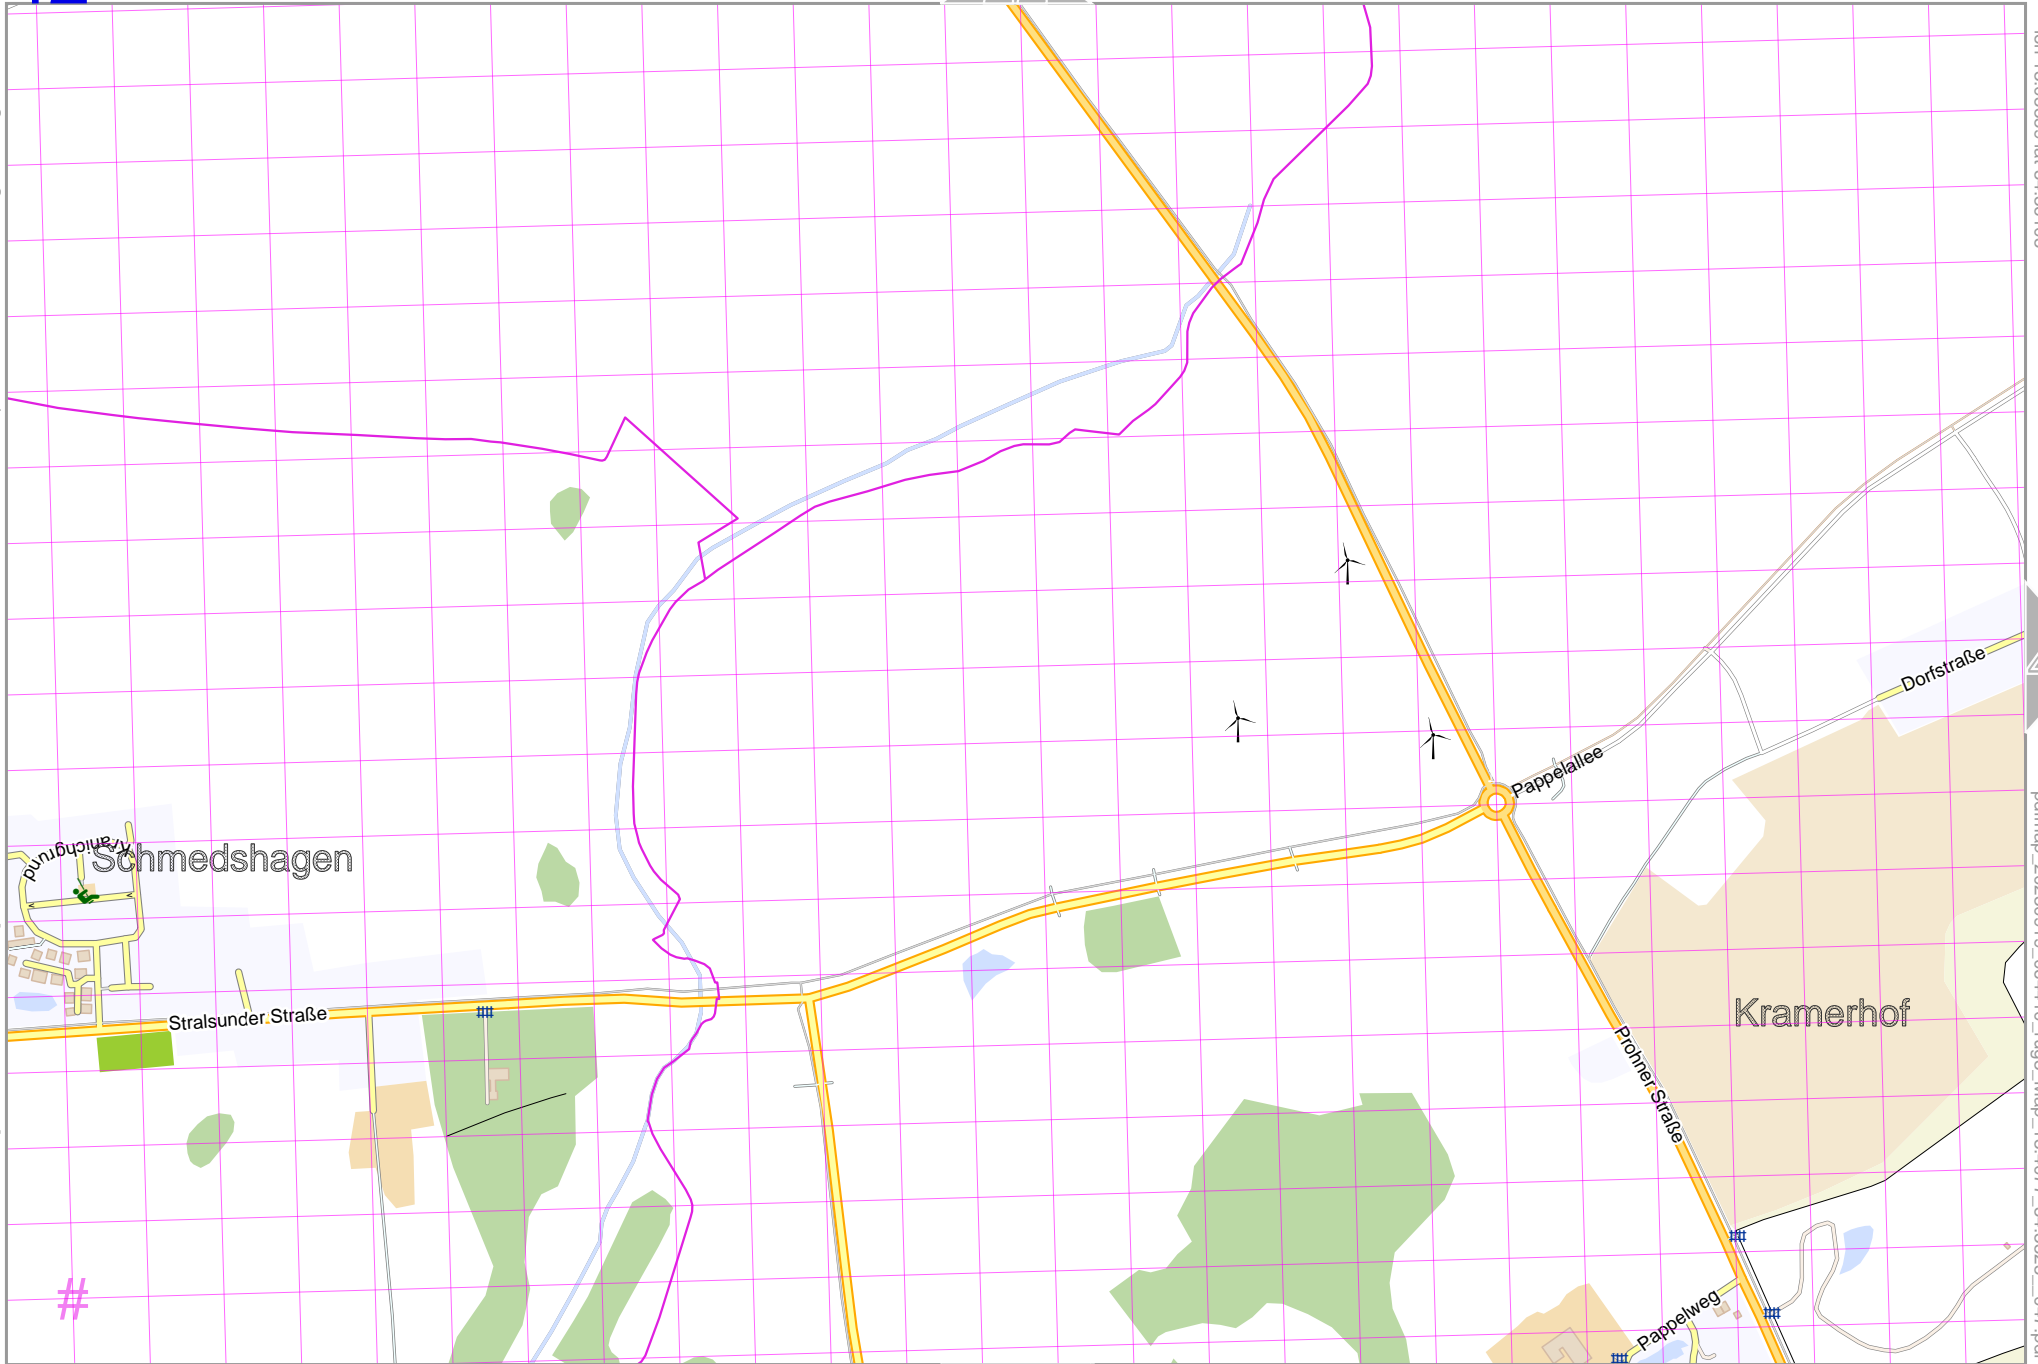 Dorfstraße
Pappelallee
Kranichgrund
Schmedshagen
Stralsunder Straße
Kramerhof
Prohner Straße
Pappelweg
#